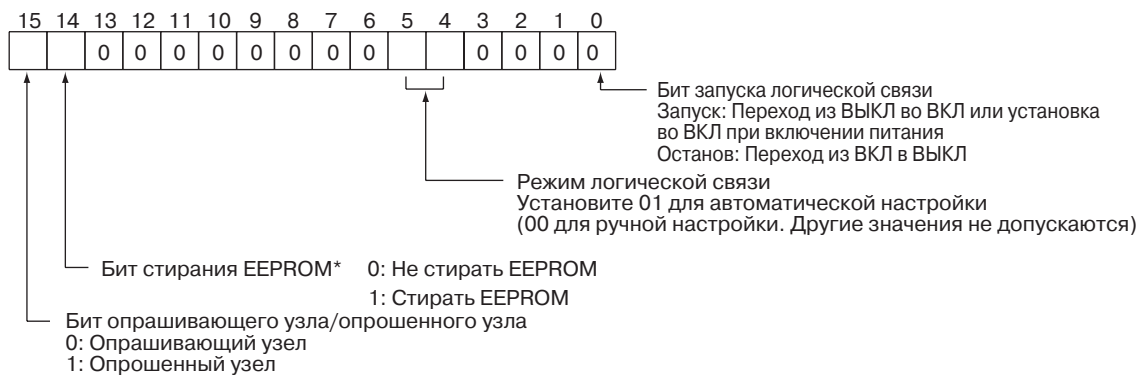 15 14 13 12 11 10 9 8 7 6 5 4 3 2 1 0
0 0 0 0 0 0 0 0 0 0 0 0
Бит запуска логической связи
Запуск: Переход из ВЫКЛ во ВКЛ или установка
во ВКЛ при включении питания
Останов: Переход из ВКЛ в ВЫКЛ
Режим логической связи
Установите 01 для автоматической настройки
(00 для ручной настройки. Другие значения не допускаются)
Бит стирания EEPROM* 0: Не стирать EEPROM
1: Стирать EEPROM
Бит опрашивающего узла/опрошенного узла
0: Опрашивающий узел
1: Опрошенный узел